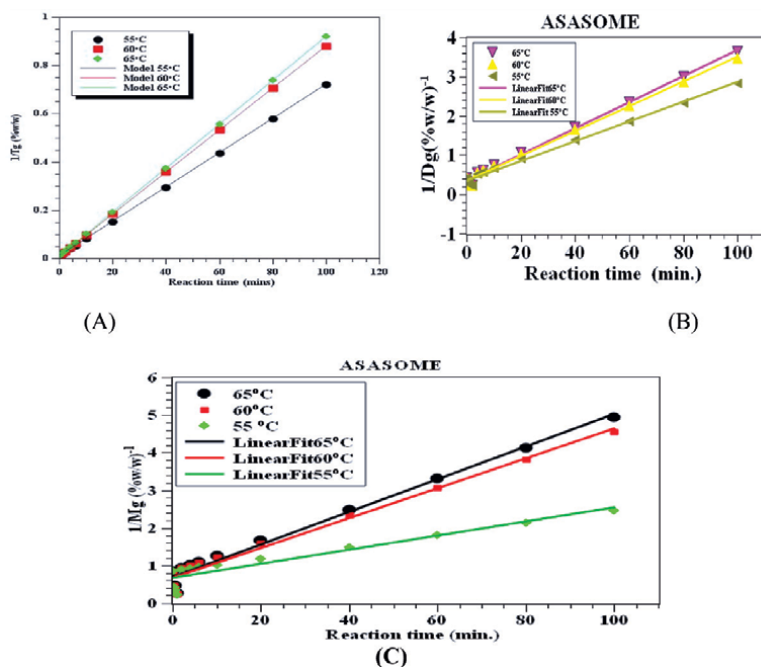 1
0.8
0.6
0.4
0.2
0
1/Tg (%w/w)
55°C
60°C
65°C
Model 55°C
Model 60°C
Model 65°C
0 20 40 60 80 100 120
Reaction time (mins)
(A)
ASASOME
4
3
2
1
0
-1
1/Dg(%w/w)-1
65°C
60°C
55°C
LinearFit65°C
LinearFit60°C
LinearFit 55°C
0 20 40 60 80 100
Reaction time (min.)
(B)
ASASOME
6
5
4
3
2
1
0
1/Mg (%w/w)-1
65°C
60°C
55 °C
LinearFit65°C
LinearFit60°C
LinearFit55°C
0 20 40 60 80 100
Reaction time (min.)
(C)